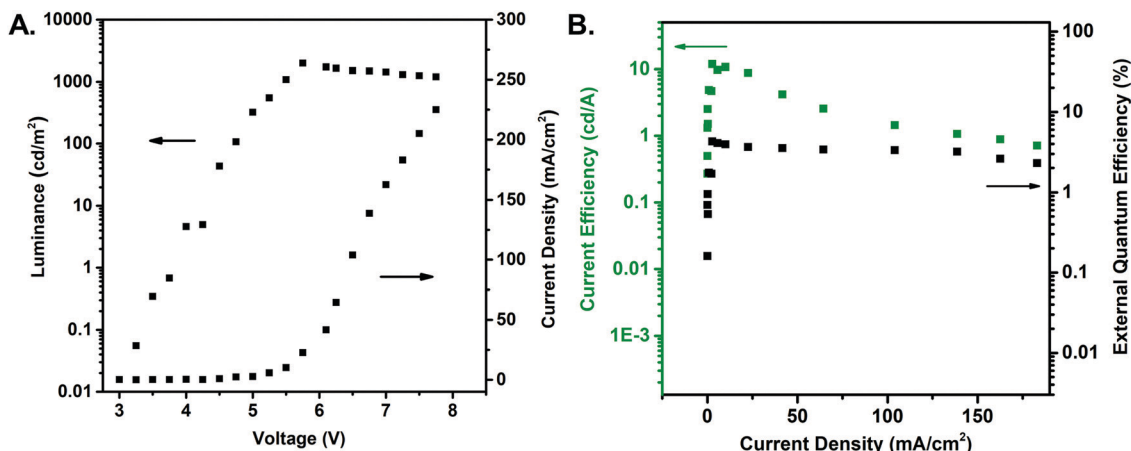 A.
Luminance (cd/m²)
10000
1000
100
10
1
0.1
0.01
300
250
200
150
100
50
0
Current Density (mA/cm²)
3 4 5 6 7 8
Voltage (V)
B.
Current Efficiency (cd/A)
10
1
0.1
0.01
1E-3
100
10
1
0.1
0.01
External Quantum Efficiency (%)
0 50 100 150
Current Density (mA/cm²)